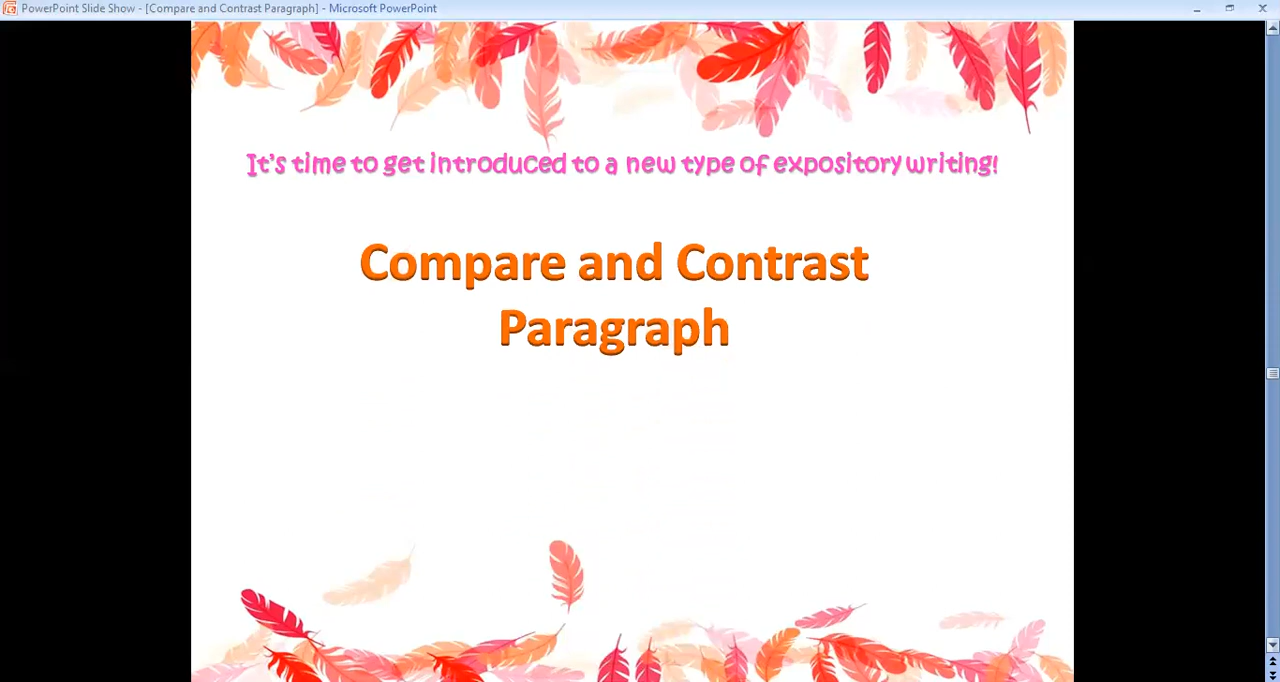 PowerPoint Slide Show - [Compare and Contrast Paragraph] - Microsoft PowerPoint
It's time to get introduced to a new type of expository writing!
Compare and Contrast
Paragraph